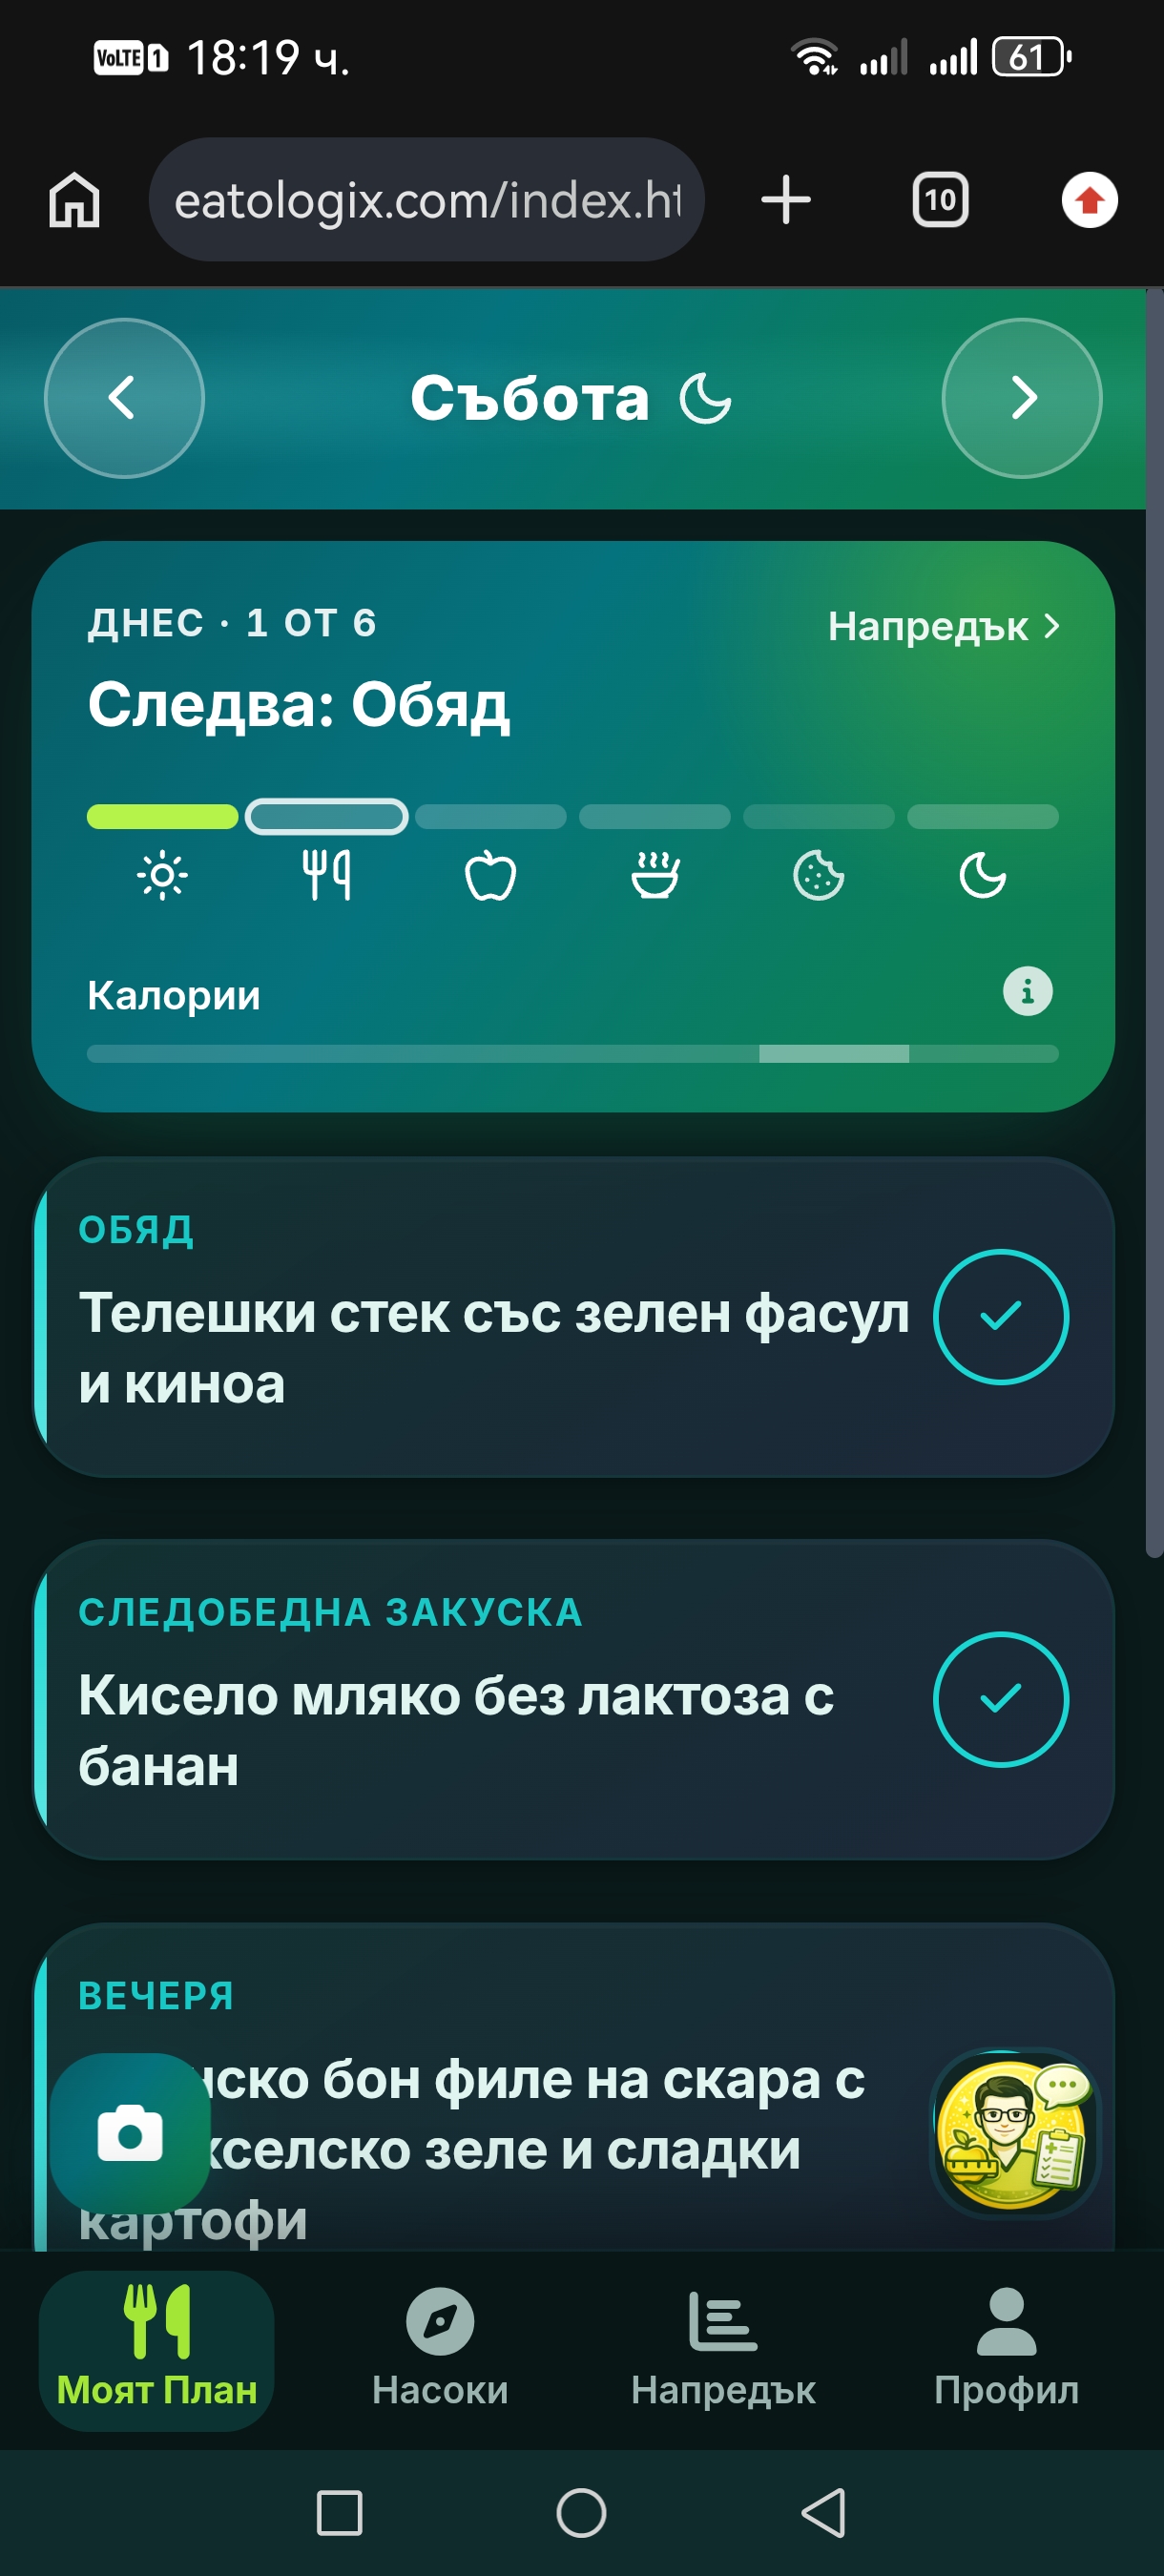 VoLTE 1 18:19 ч.
61
eatologix.com/index.ht
10
Събота
ДНЕС · 1 ОТ 6
Напредък
Следва: Обяд
Калории
ОБЯД
Телешки стек със зелен фасул
и киноа
СЛЕДОБЕДНА ЗАКУСКА
Кисело мляко без лактоза с
банан
ВЕЧЕРЯ
бон филе на скара с
зеле и сладки
картофи
Моят План
Насоки
Напредък
Профил